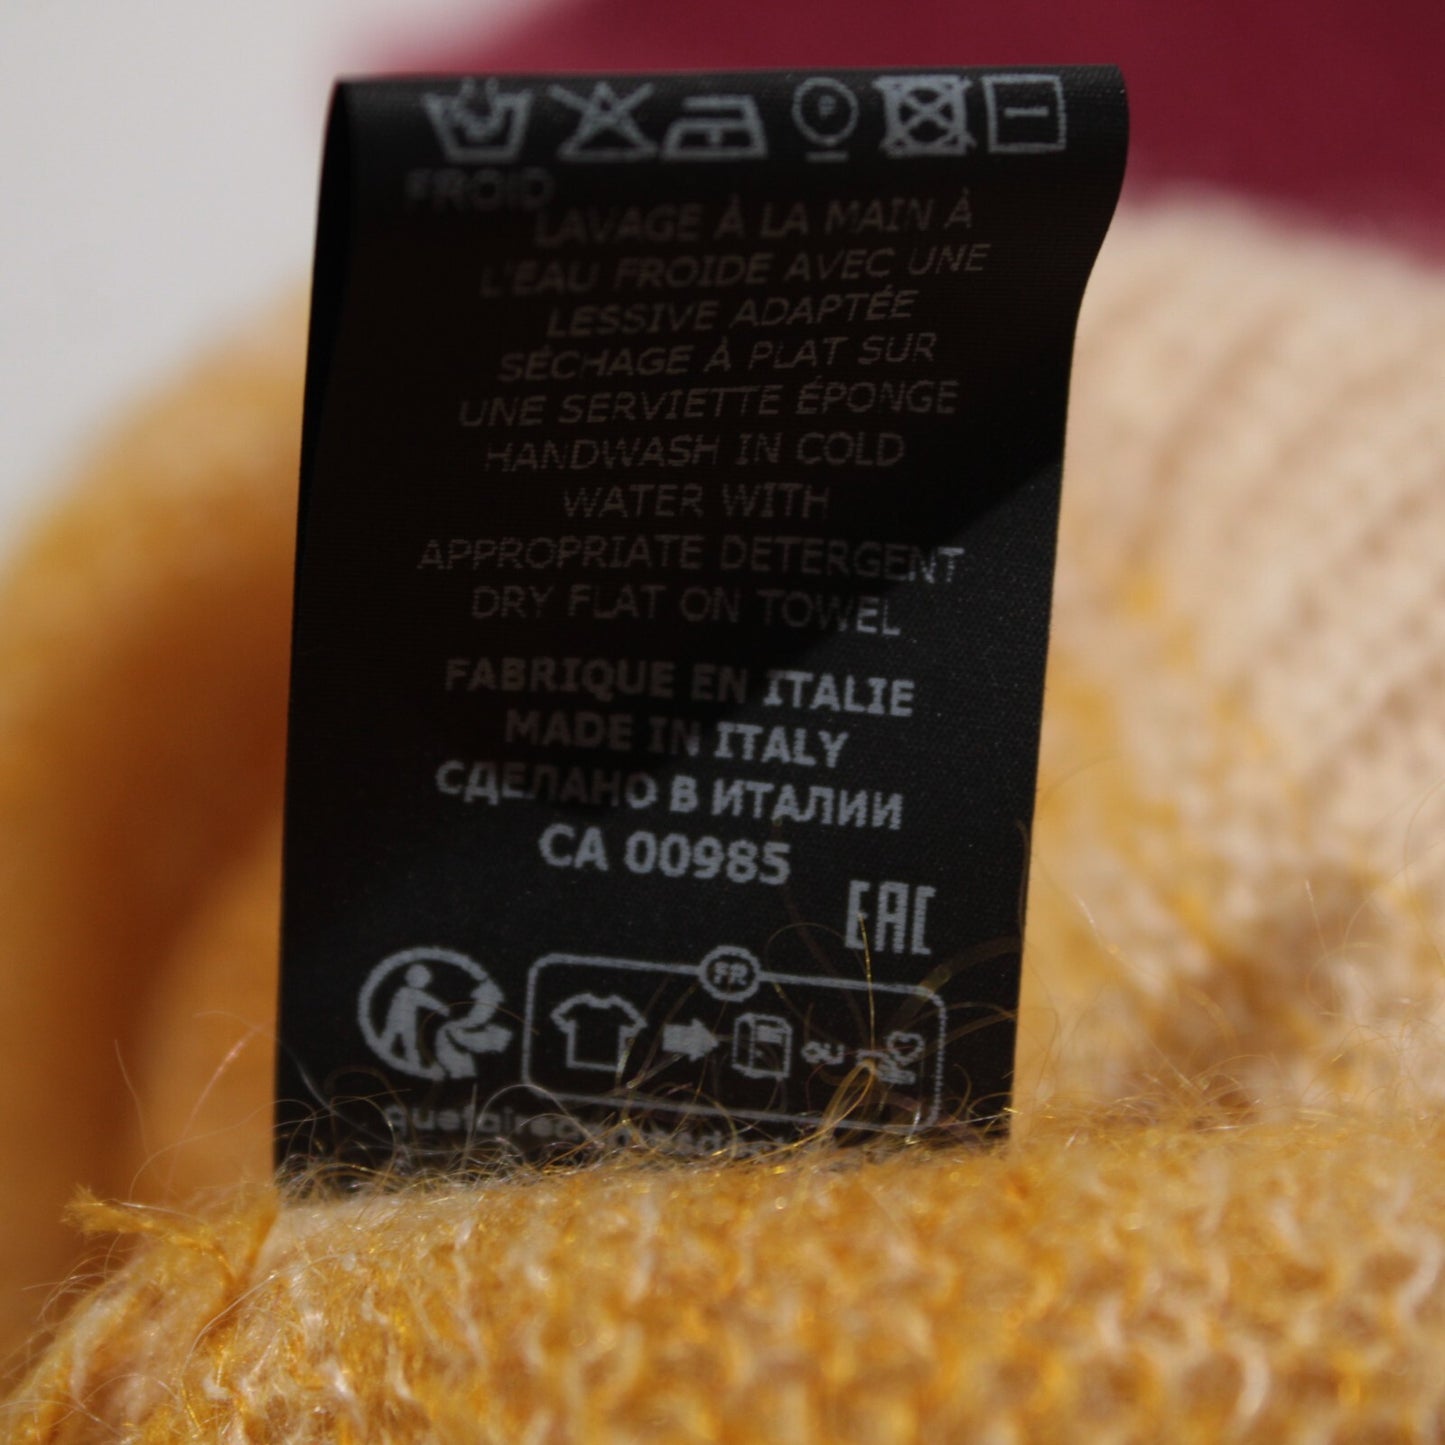 P
FROID
LAVAGE À LA MAIN À
L'EAU FROIDE AVEC UNE
LESSIVE ADAPTÉE
SÉCHAGE À PLAT SUR
UNE SERVIETTE ÉPONGE
HANDWASH IN COLD
WATER WITH
APPROPRIATE DETERGENT
DRY FLAT ON TOWEL
FABRIQUE EN ITALIE
MADE IN ITALY
СДЕЛАНО В ИТАЛИИ
CA 00985
EAC
FR